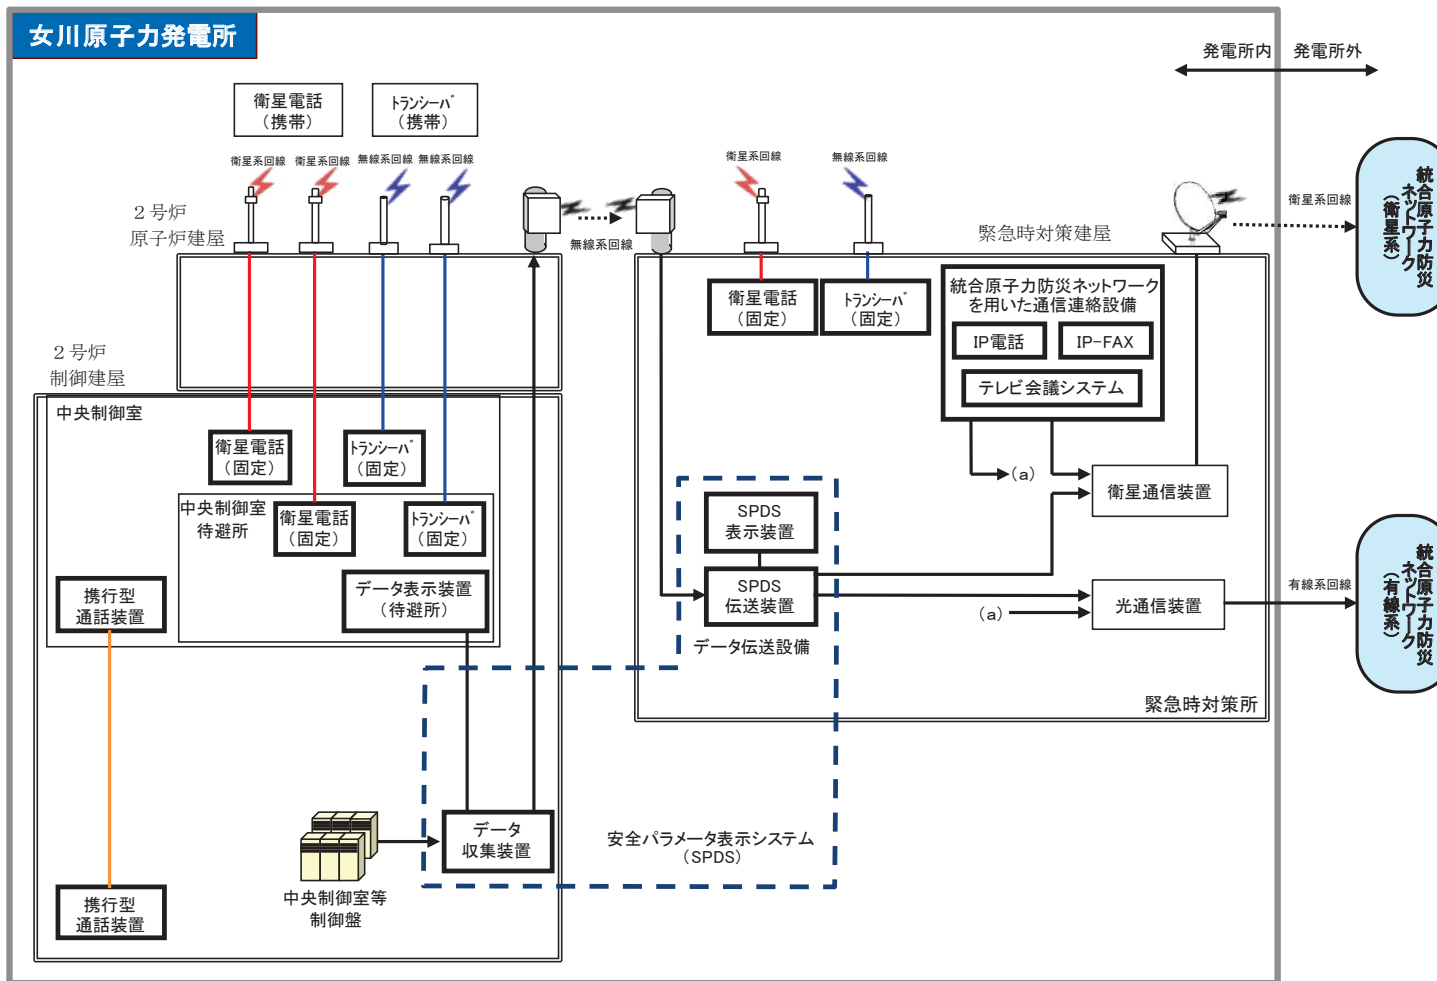 女川原子力発電所
発電所内
発電所外
衛星電話
（携帯）
トランシーバ
（携帯）
衛星系回線
衛星系回線
無線系回線
無線系回線
衛星系回線
無線系回線
２号炉
原子炉建屋
無線系回線
緊急時対策建屋
衛星系回線
統合原子力防災
ネットワーク
（衛星系）
衛星電話
（固定）
トランシーバ
（固定）
統合原子力防災ネットワーク
を用いた通信連絡設備
IP電話
IP-FAX
テレビ会議システム
２号炉
制御建屋
中央制御室
衛星電話
（固定）
トランシーバ
（固定）
(a)
衛星通信装置
中央制御室
待避所
衛星電話
（固定）
トランシーバ
（固定）
SPDS
表示装置
データ表示装置
（待避所）
SPDS
伝送装置
データ伝送設備
(a)
光通信装置
有線系回線
統合原子力防災
ネットワーク
（有線系）
携行型
通話装置
緊急時対策所
データ
収集装置
安全パラメータ表示システム
（SPDS）
中央制御室等
制御盤
携行型
通話装置